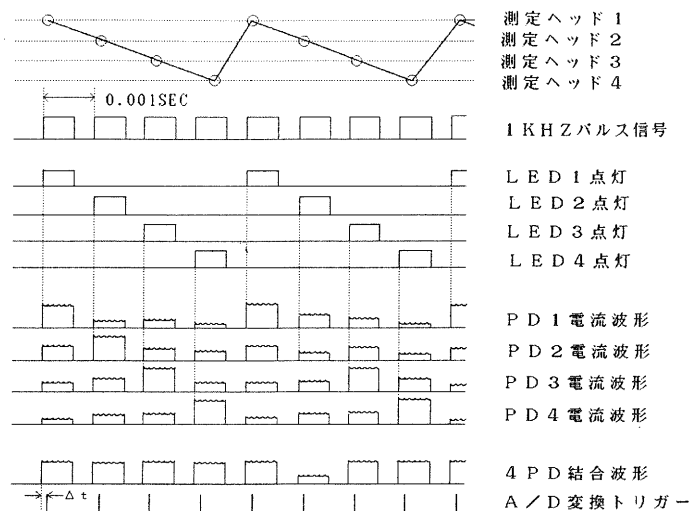 測定ヘッド1
測定ヘッド2
測定ヘッド3
測定ヘッド4
0.001SEC
1KHZパルス信号
LED1点灯
LED2点灯
LED3点灯
LED4点灯
PD1電流波形
PD2電流波形
PD3電流波形
PD4電流波形
4PD結合波形
Δt
A/D変換トリガー